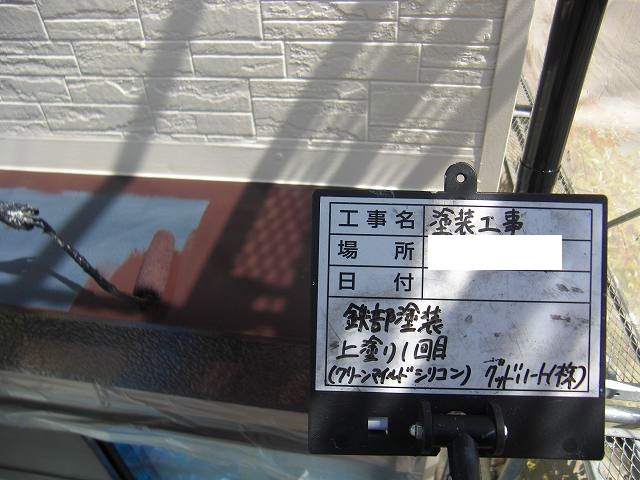 工事名 塗装工事
場所
日付
鉄部塗装
上塗り1回目
(クリーンマイルドシリコン) グッドハート(株)